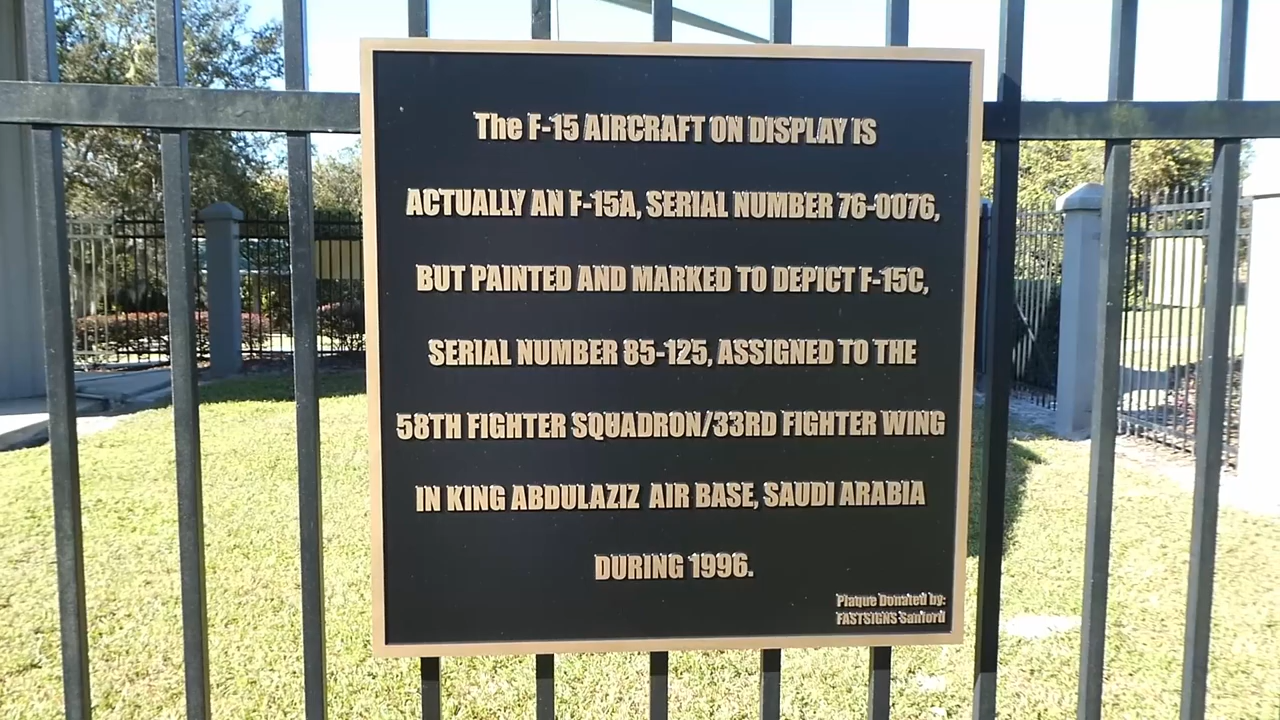 The F-15 AIRCRAFT ON DISPLAY IS
ACTUALLY AN F-15A, SERIAL NUMBER 76-0076,
BUT PAINTED AND MARKED TO DEPICT F-15C,
SERIAL NUMBER 85-125, ASSIGNED TO THE
58TH FIGHTER SQUADRON/33RD FIGHTER WING
IN KING ABDULAZIZ AIR BASE, SAUDI ARABIA
DURING 1996.
Plaque Donated by:
FASTSIGNS Sanford